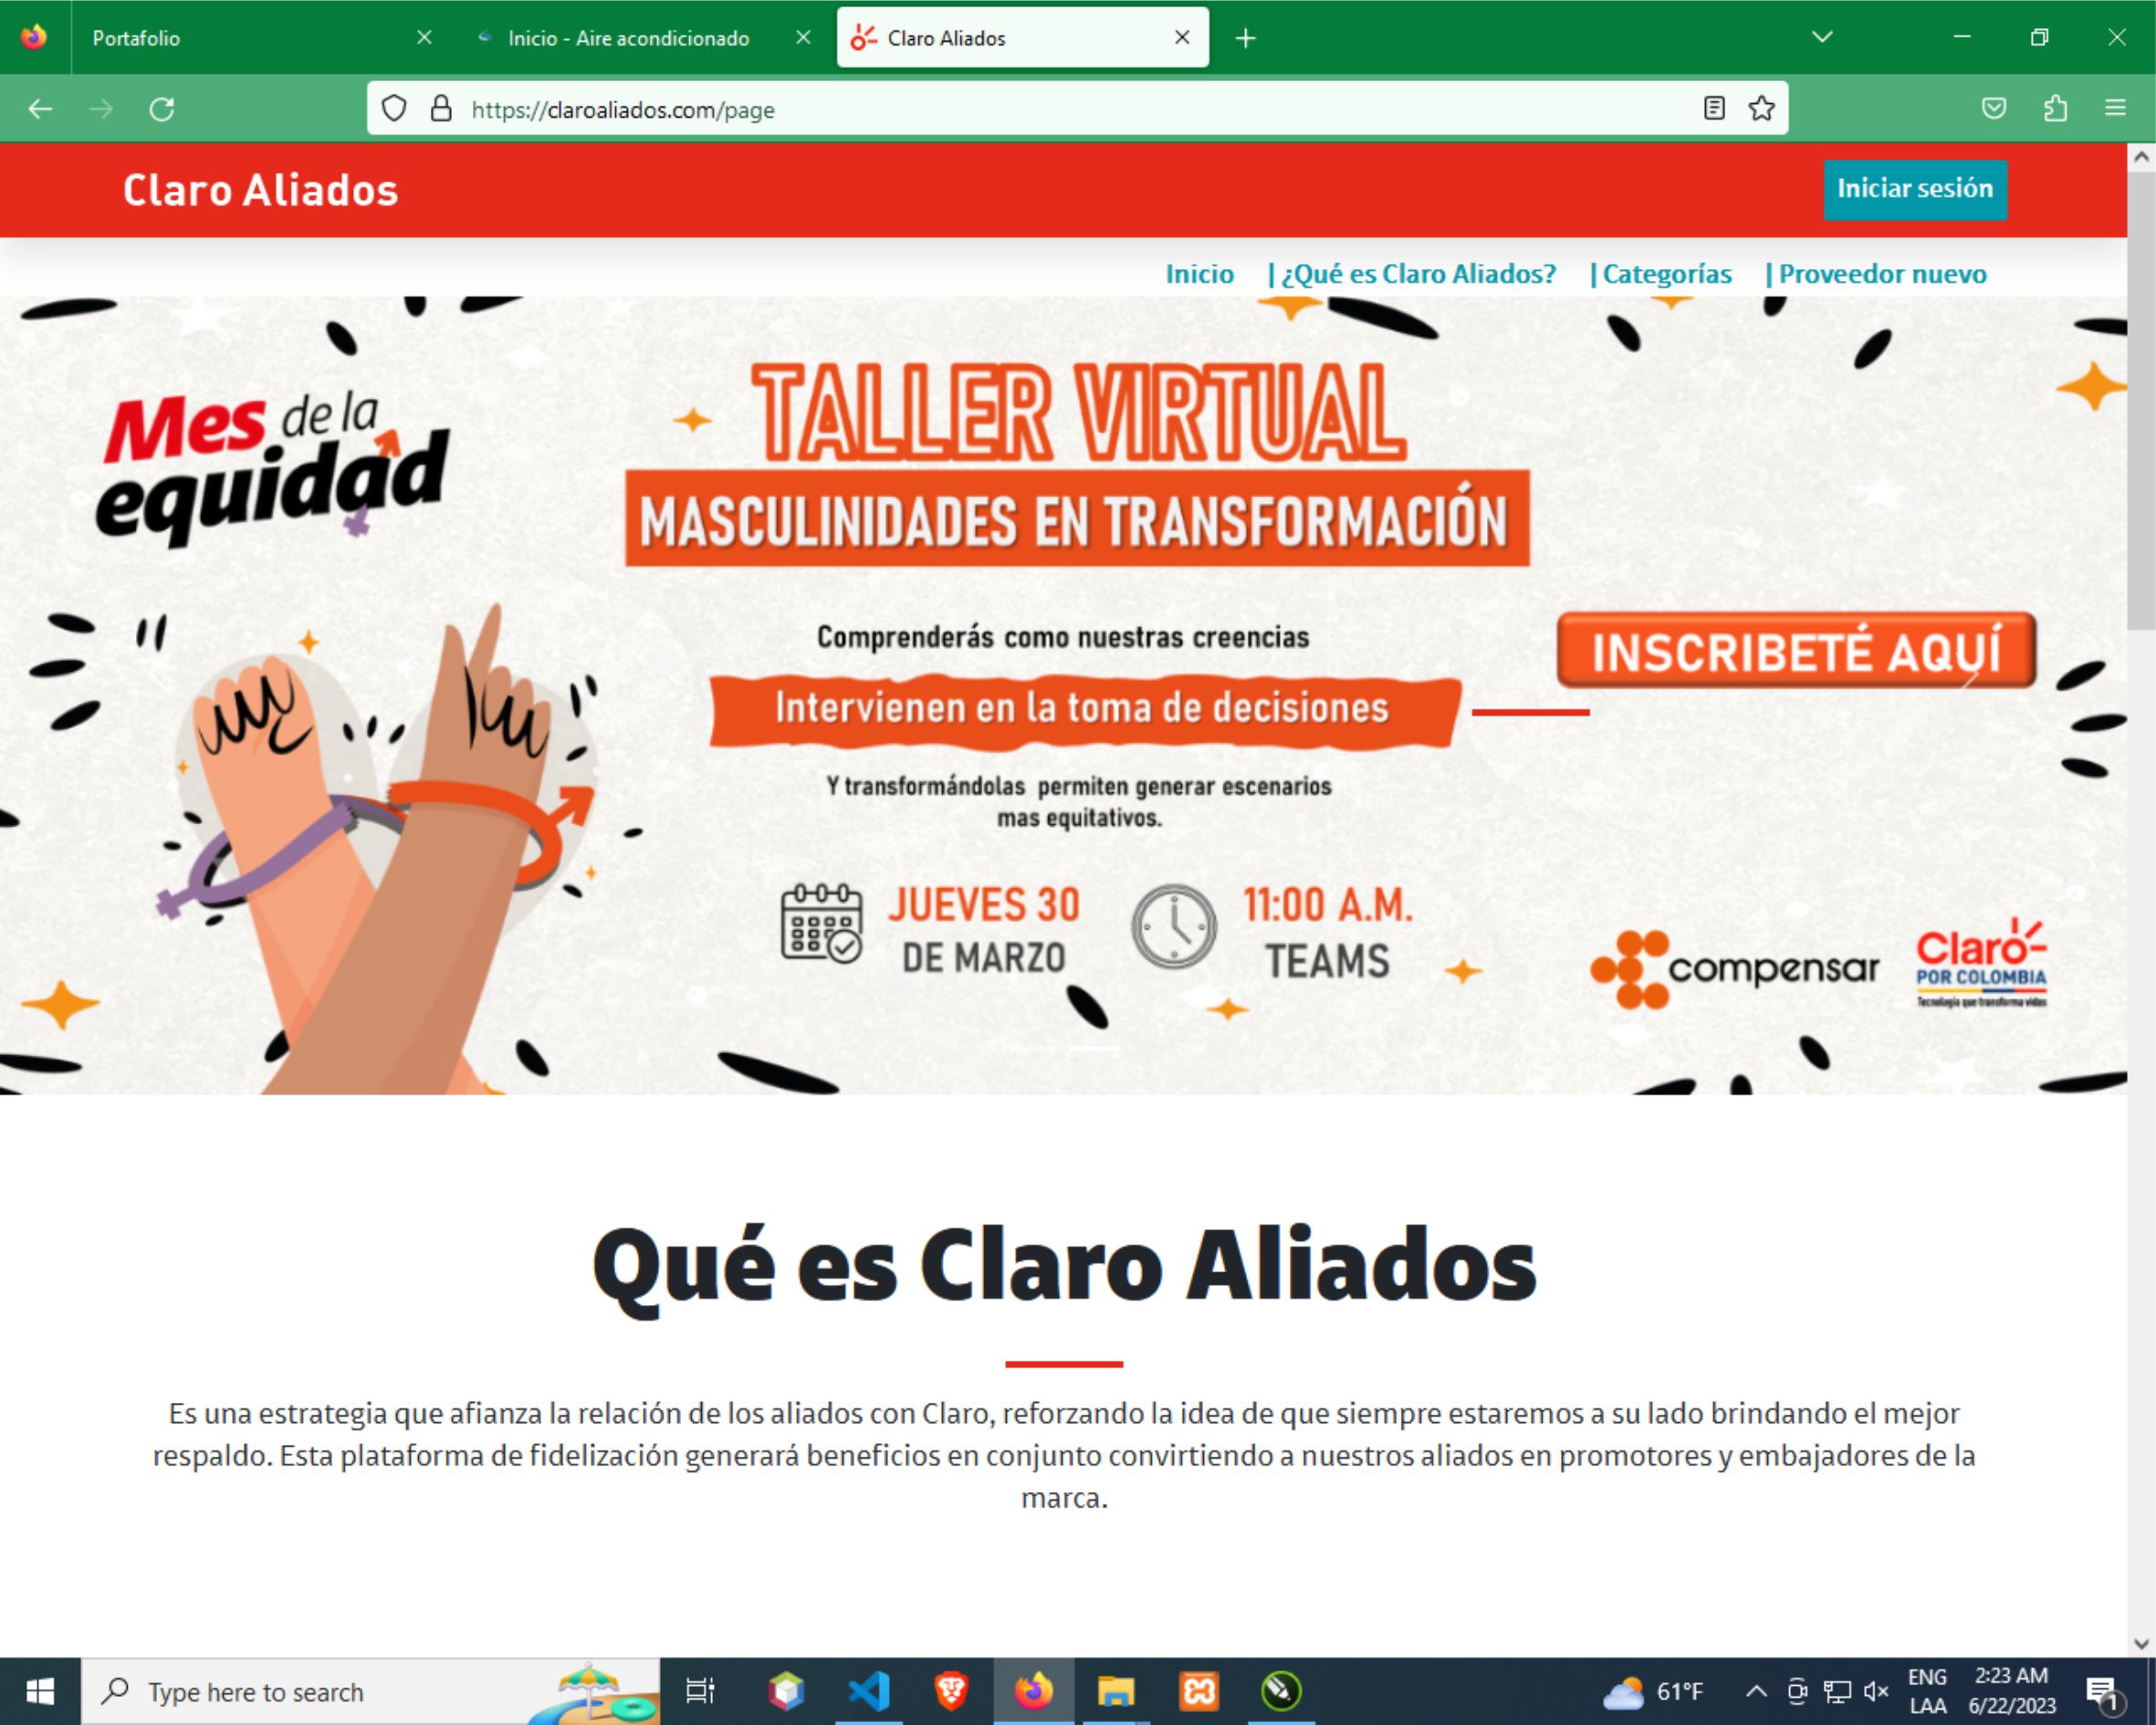 Portafolio
Inicio - Aire acondicionado
Claro Aliados
https://claroaliados.com/page
Claro Aliados
Iniciar sesión
Inicio
| ¿Qué es Claro Aliados?
| Categorías
| Proveedor nuevo
Mes de la
equidad
TALLER VIRTUAL
MASCULINIDADES EN TRANSFORMACIÓN
Comprenderás como nuestras creencias
Intervienen en la toma de decisiones
Y transformándolas permiten generar escenarios
mas equitativos.
INSCRIBETÉ AQUÍ
JUEVES 30
DE MARZO
11:00 A.M.
TEAMS
compensar
Claro
POR COLOMBIA
Tecnología que transforma vidas
Qué es Claro Aliados
Es una estrategia que afianza la relación de los aliados con Claro, reforzando la idea de que siempre estaremos a su lado brindando el mejor
respaldo. Esta plataforma de fidelización generará beneficios en conjunto convirtiendo a nuestros aliados en promotores y embajadores de la
marca.
Type here to search
61°F
ENG
LAA
2:23 AM
6/22/2023
1